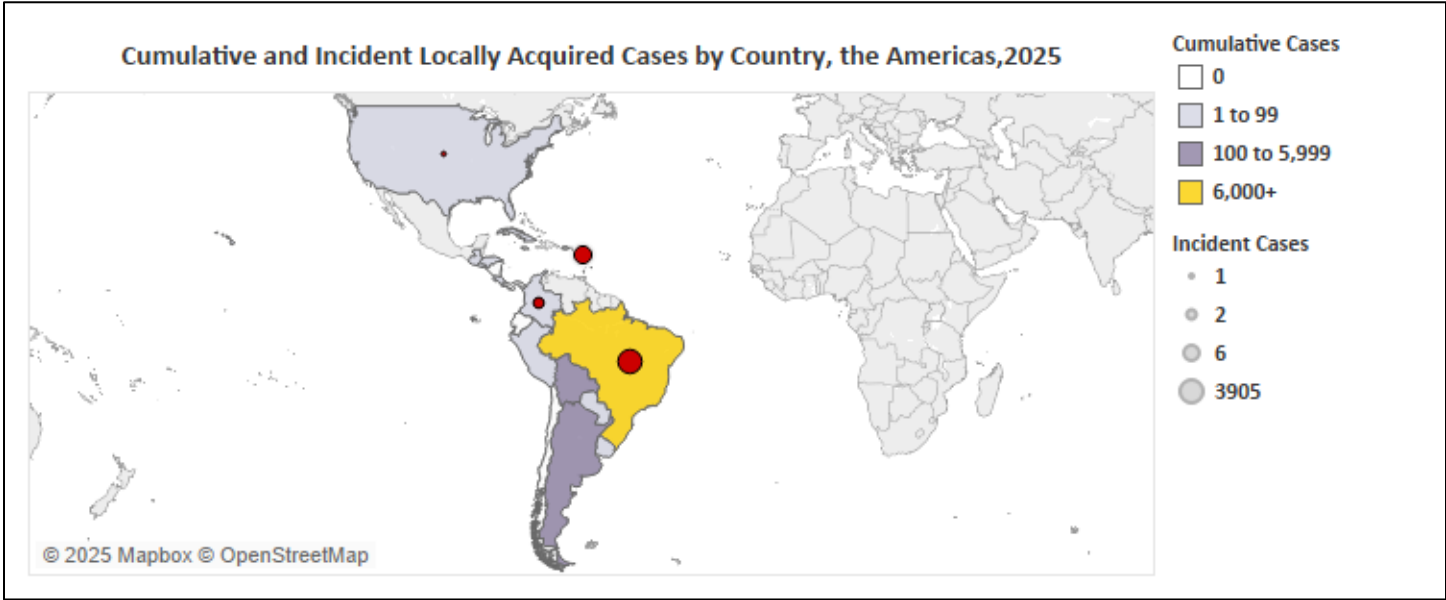 Cumulative and Incident Locally Acquired Cases by Country, the Americas,2025
Cumulative Cases
0
1 to 99
100 to 5,999
6,000+
Incident Cases
1
2
6
3905
© 2025 Mapbox © OpenStreetMap